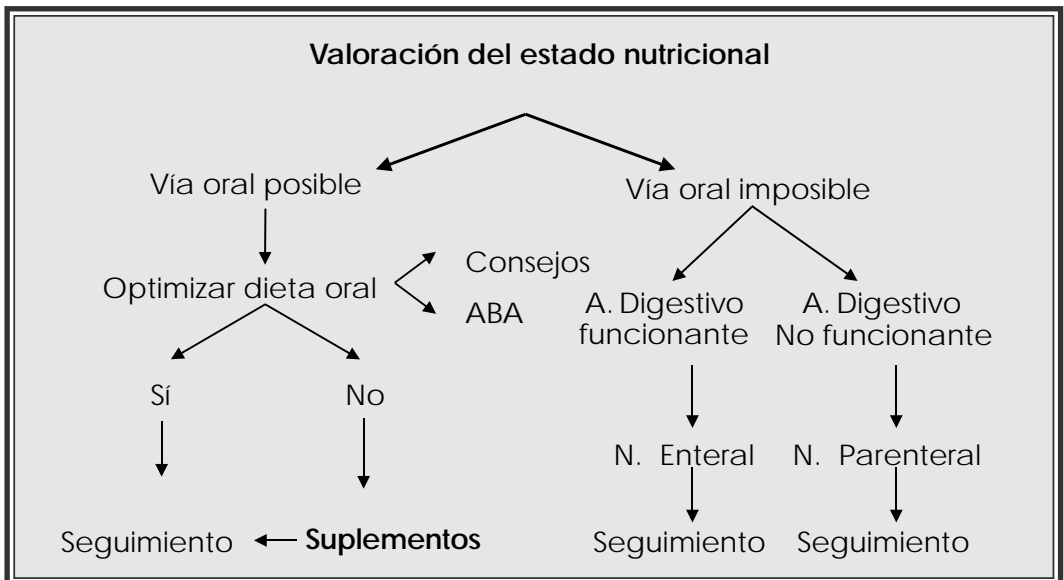 Valoración del estado nutricional
Vía oral posible
Vía oral imposible
Optimizar dieta oral
Consejos
ABA
A. Digestivo
funcionante
A. Digestivo
No funcionante
Sí
No
N. Enteral
N. Parenteral
Seguimiento
Suplementos
Seguimiento
Seguimiento